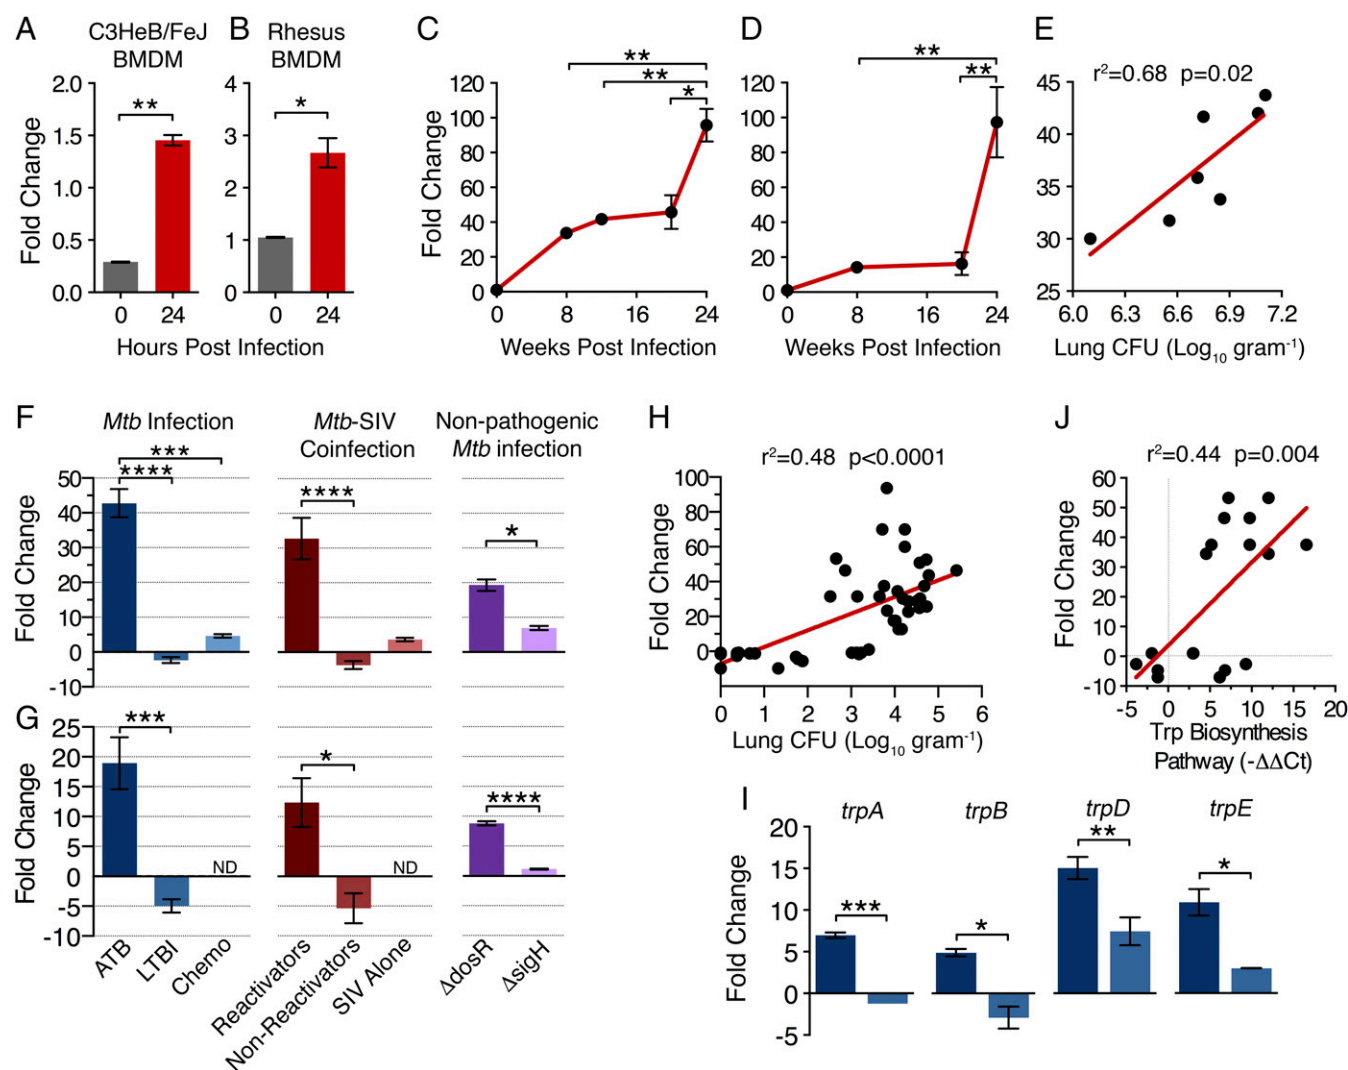 A
C3HeB/FeJ
BMDM
Fold Change
2.0
1.5
1.0
0.5
0.0
**
0
24
B
Rhesus
BMDM
4
3
2
1
0
*
0
24
Hours Post Infection
C
Fold Change
120
100
80
60
40
20
0
**
**
*
0
8
16
24
Weeks Post Infection
D
120
100
80
60
40
20
0
**
**
0
8
16
24
Weeks Post Infection
E
r²=0.68 p=0.02
45
40
35
30
25
6.0
6.3
6.6
6.9
7.2
Lung CFU (Log₁₀ gram⁻¹)
F
Mtb Infection
Mtb-SIV
Coinfection
Non-pathogenic
Mtb infection
Fold Change
50
40
30
20
10
0
-10
***
****
****
*
G
Fold Change
25
20
15
10
5
0
-5
-10
***
ND
*
ND
****
ATB
LTBI
Chemo
Reactivators
Non-Reactivators
SIV Alone
ΔdosR
ΔsigH
H
r²=0.48 p<0.0001
Fold Change
100
80
60
40
20
0
0
1
2
3
4
5
6
Lung CFU (Log₁₀ gram⁻¹)
J
r²=0.44 p=0.004
Fold Change
60
50
40
30
20
10
0
-10
-5
0
5
10
15
20
Trp Biosynthesis
Pathway (-ΔΔCt)
I
trpA
trpB
trpD
trpE
Fold Change
20
15
10
5
0
-5
***
*
**
*